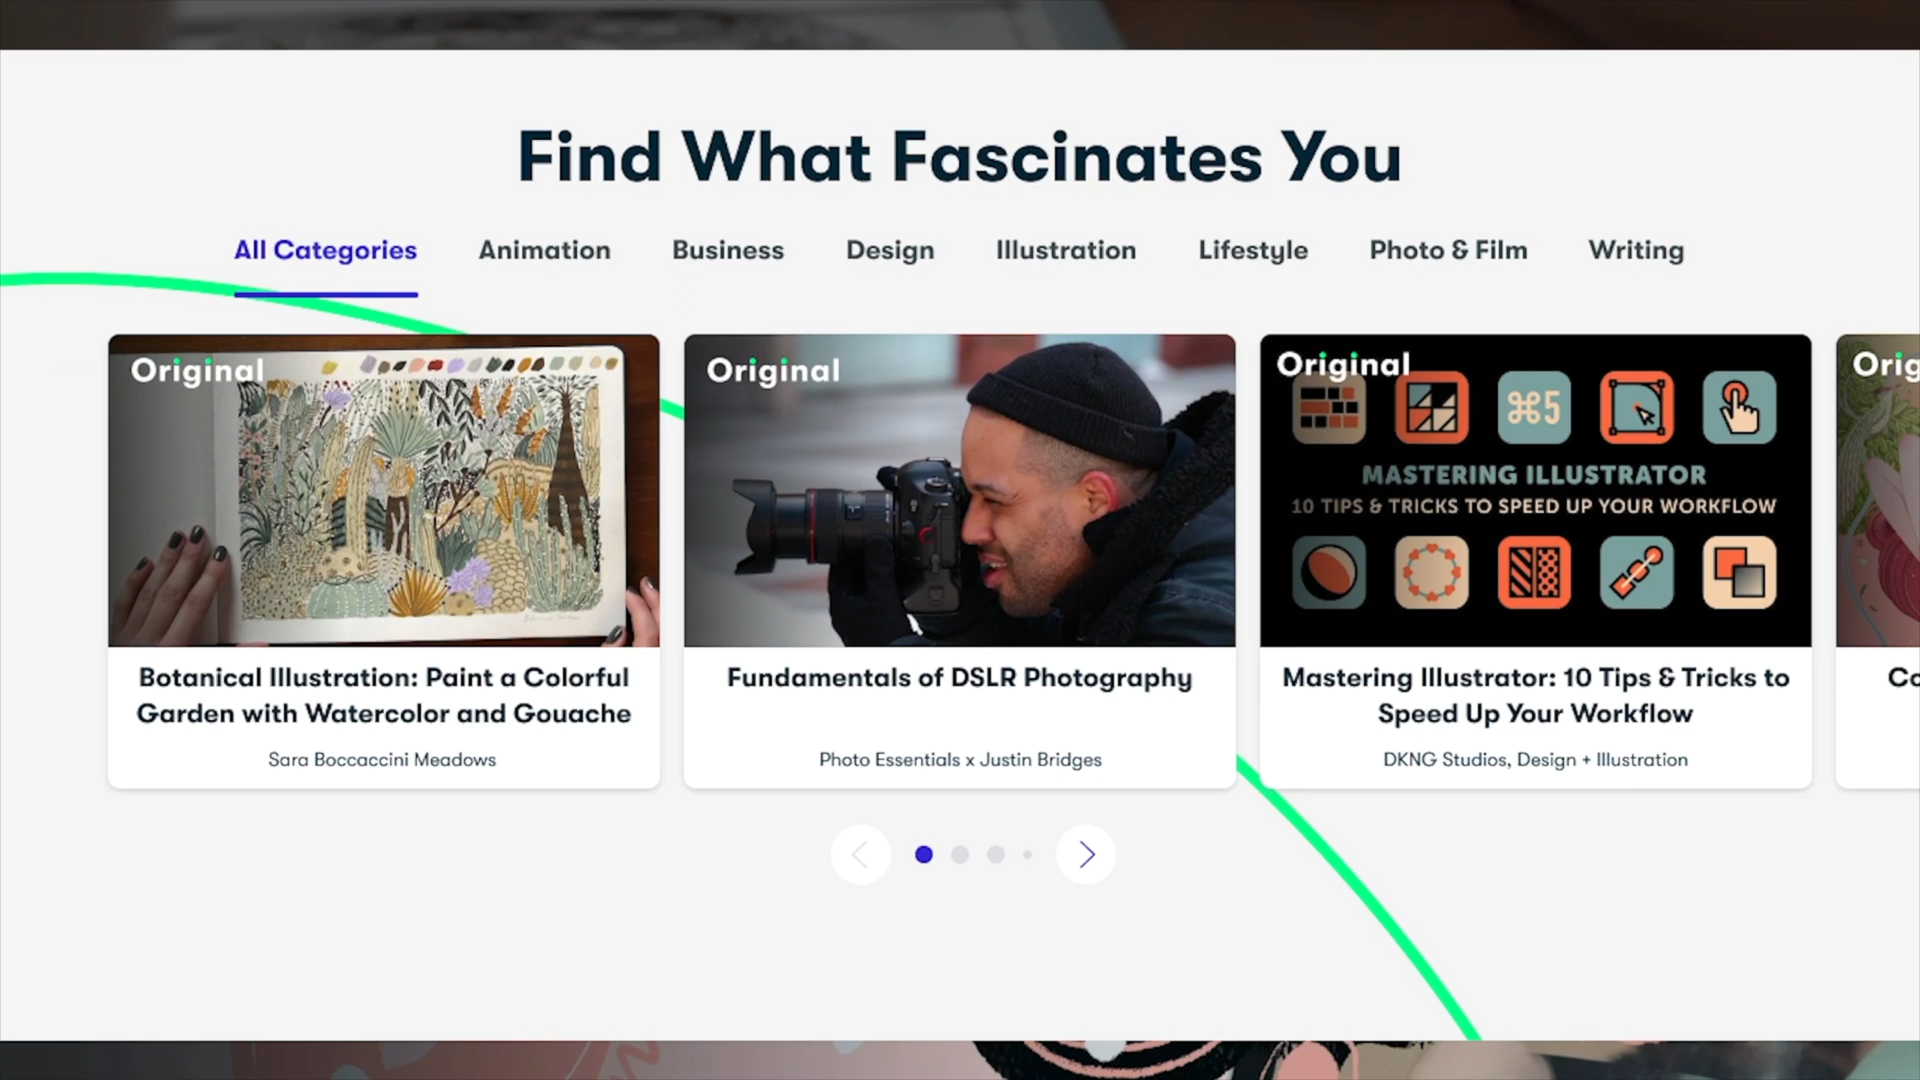 Find What Fascinates You
All Categories Animation Business Design Illustration Lifestyle Photo & Film Writing
Original
Botanical Illustration: Paint a Colorful
Garden with Watercolor and Gouache
Sara Boccaccini Meadows
Original
Fundamentals of DSLR Photography
Photo Essentials x Justin Bridges
Original
⌘5
MASTERING ILLUSTRATOR
10 TIPS & TRICKS TO SPEED UP YOUR WORKFLOW
Mastering Illustrator: 10 Tips & Tricks to
Speed Up Your Workflow
DKNG Studios, Design + Illustration